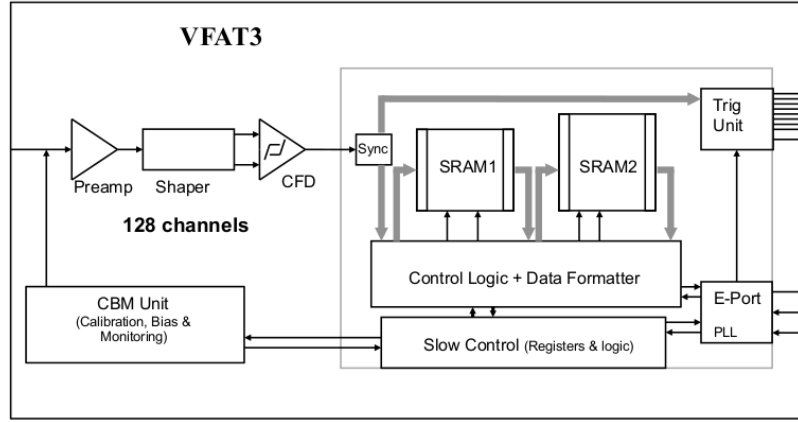 VFAT3
Trig
Unit
Sync
SRAM1
SRAM2
Preamp
Shaper
CFD
128 channels
Control Logic + Data Formatter
CBM Unit
(Calibration, Bias &
Monitoring)
E-Port
PLL
Slow Control (Registers & logic)